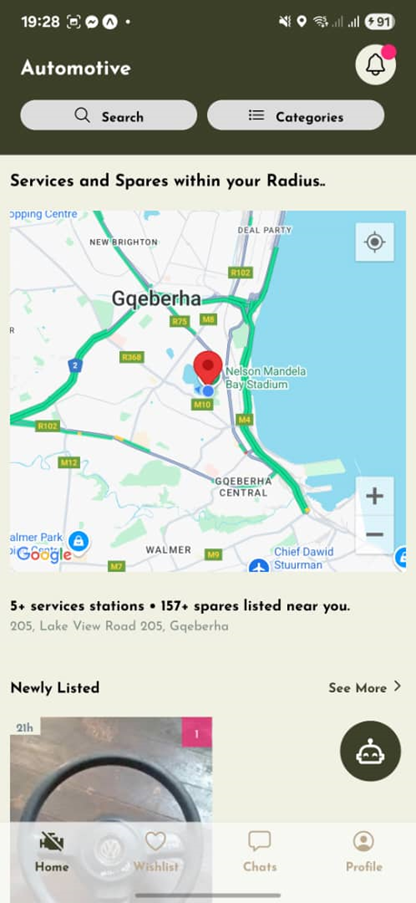 19:28
91
Automotive
Search
Categories
Services and Spares within your Radius..
opping Centre
DEAL PARTY
NEW BRIGHTON
R102
Gqeberha
R75
M8
R
R368
2
Nelson Mandela
Bay Stadium
M10
R102
M4
M12
GQEBERHA
CENTRAL
almer Park
WALMER
M9
Google
Chief Dawid
Stuurman
M7
5+ services stations • 157+ spares listed near you.
205, Lake View Road 205, Gqeberha
Newly Listed
See More
21h
1
Home
Wishlist
Chats
Profile